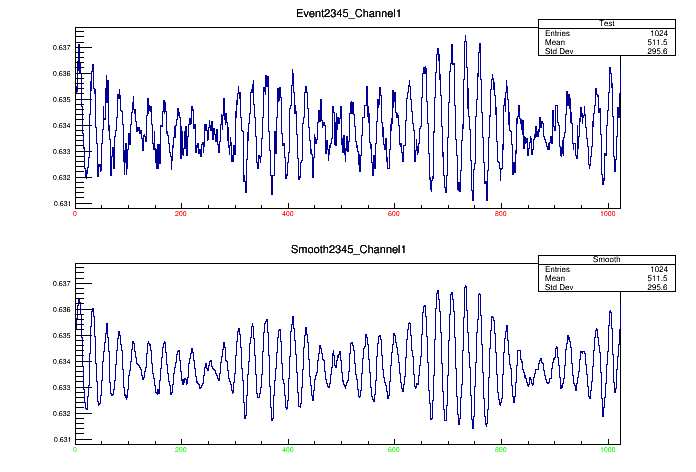 Event2345_Channel1
Test
Entries 1024
Mean 511.5
Std Dev 295.6
0.637
0.636
0.635
0.634
0.633
0.632
0.631
0 200 400 600 800 1000
Smooth2345_Channel1
Smooth
Entries 1024
Mean 511.5
Std Dev 295.6
0.637
0.636
0.635
0.634
0.633
0.632
0.631
0 200 400 600 800 1000